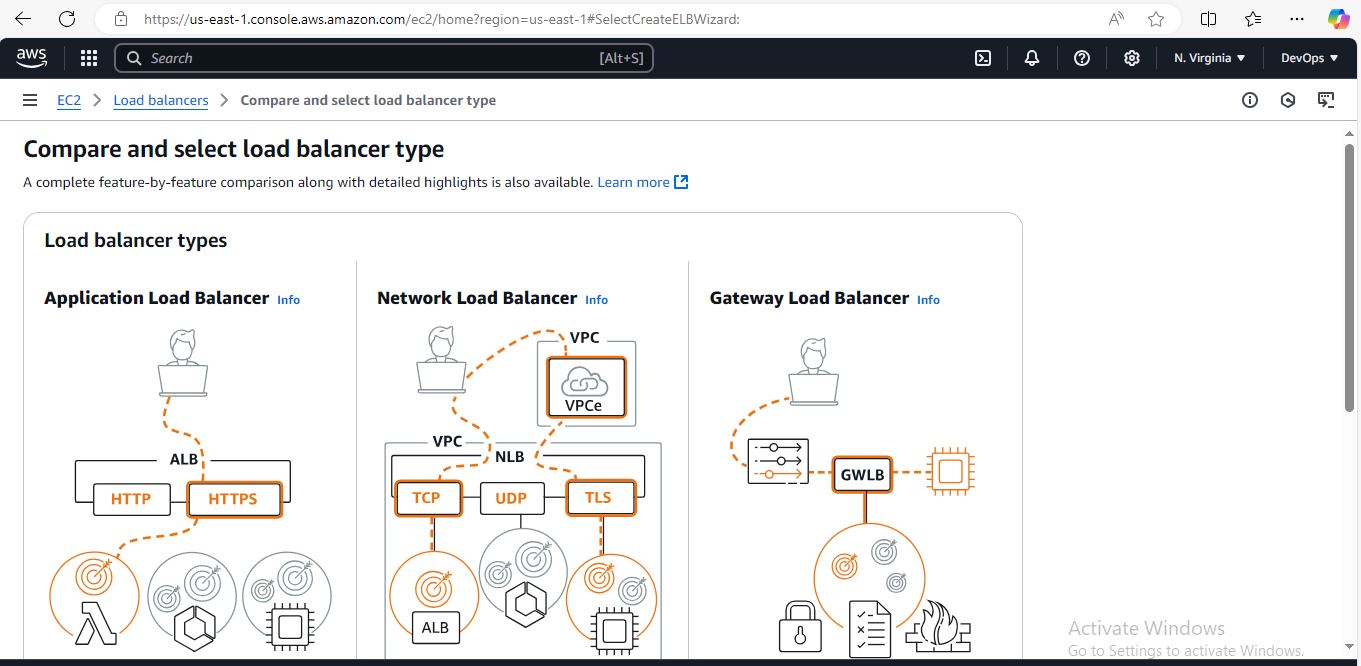 https://us-east-1.console.aws.amazon.com/ec2/home?region=us-east-1#SelectCreateELBWizard:
aws
Search
[Alt+S]
N. Virginia
DevOps
EC2
Load balancers
Compare and select load balancer type
Compare and select load balancer type
A complete feature-by-feature comparison along with detailed highlights is also available. Learn more
Load balancer types
Application Load Balancer Info
ALB
HTTP
HTTPS
Network Load Balancer Info
VPC
VPCe
VPC
NLB
TCP
UDP
TLS
ALB
Gateway Load Balancer Info
GWLB
Activate Windows
Go to Settings to activate Windows.